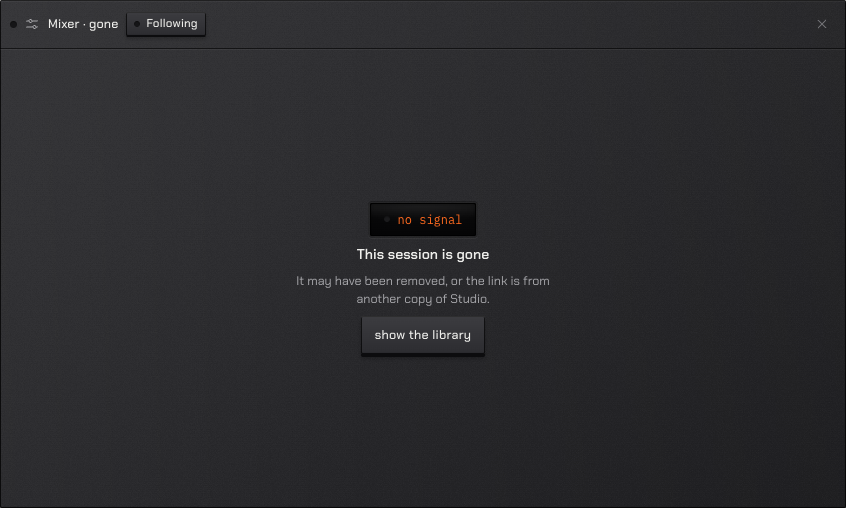 Mixer · gone
Following
no signal
This session is gone
It may have been removed, or the link is from
another copy of Studio.
show the library